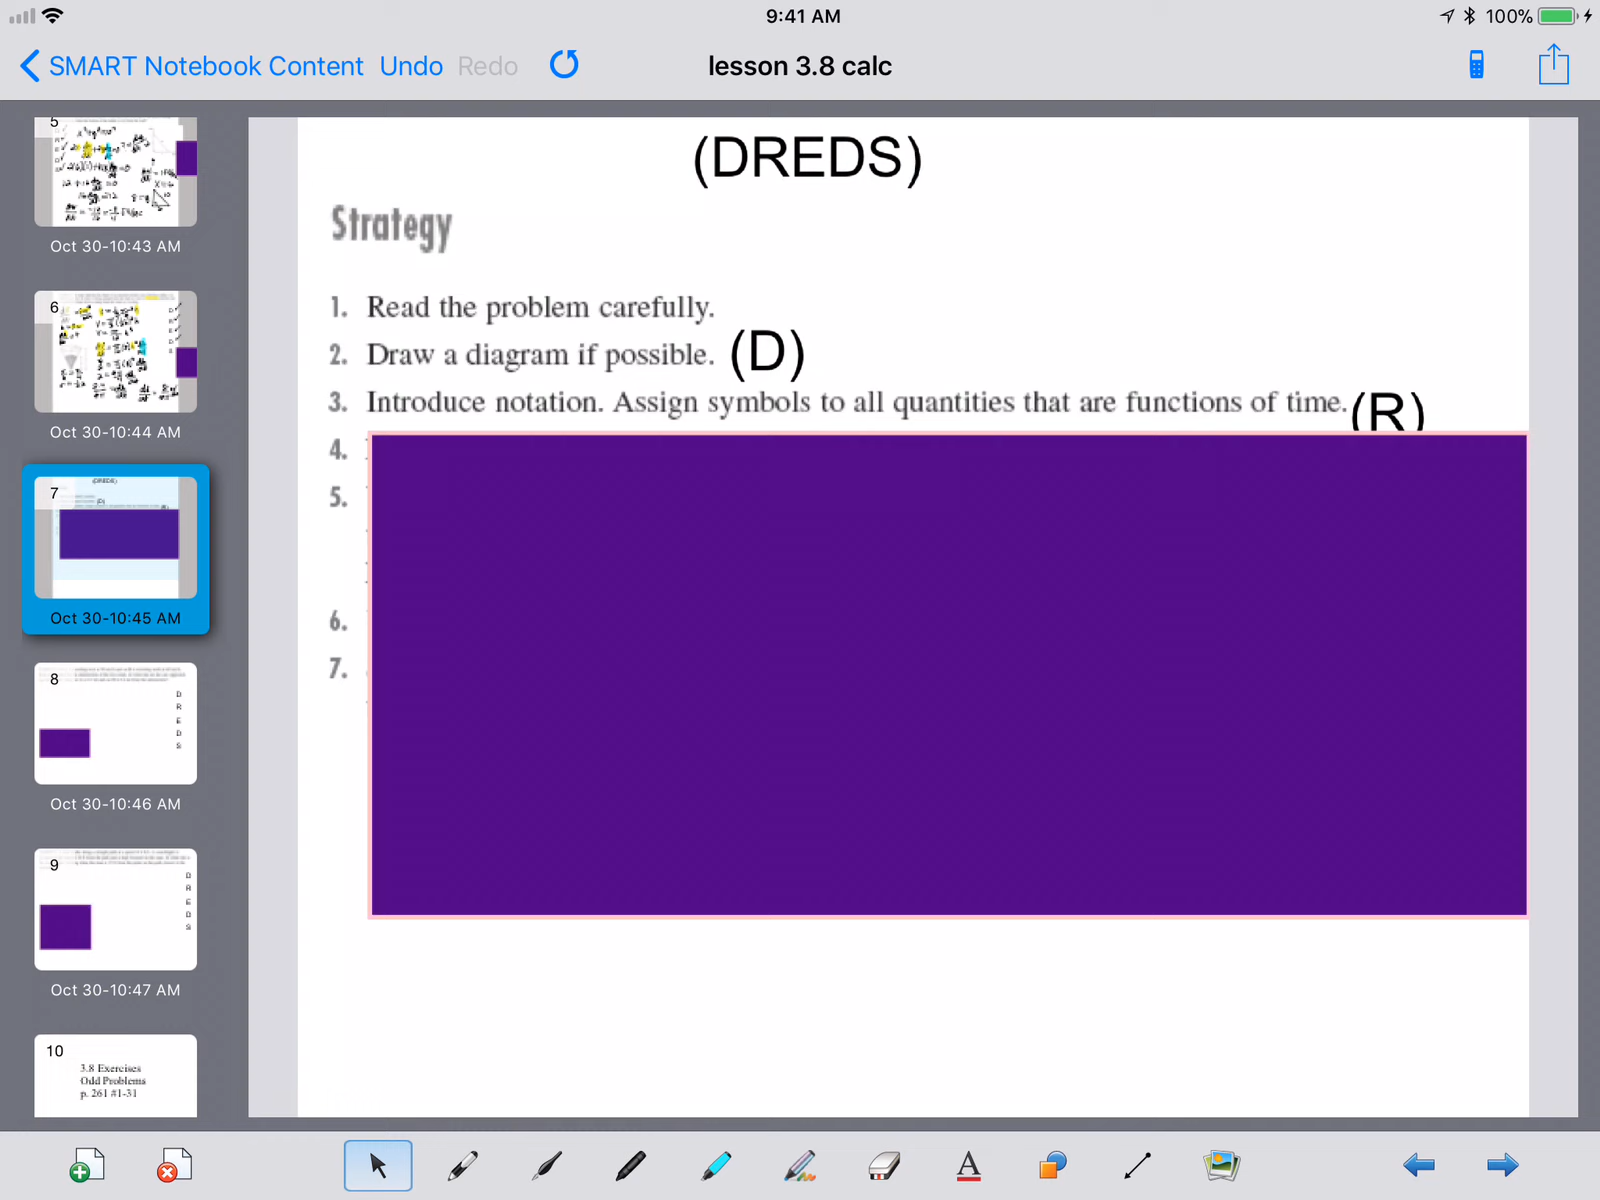 9:41 AM
100%
SMART Notebook Content Undo Redo
lesson 3.8 calc
5
Oct 30-10:43 AM
6
Oct 30-10:44 AM
7
(DREDS)
Oct 30-10:45 AM
8
D
R
E
D
S
Oct 30-10:46 AM
9
D
R
E
D
S
Oct 30-10:47 AM
10
3.8 Exercises
Odd Problems
p. 261 #1-31
(DREDS)
Strategy
1. Read the problem carefully.
2. Draw a diagram if possible. (D)
3. Introduce notation. Assign symbols to all quantities that are functions of time. (R)
4.
5.
6.
7.
A